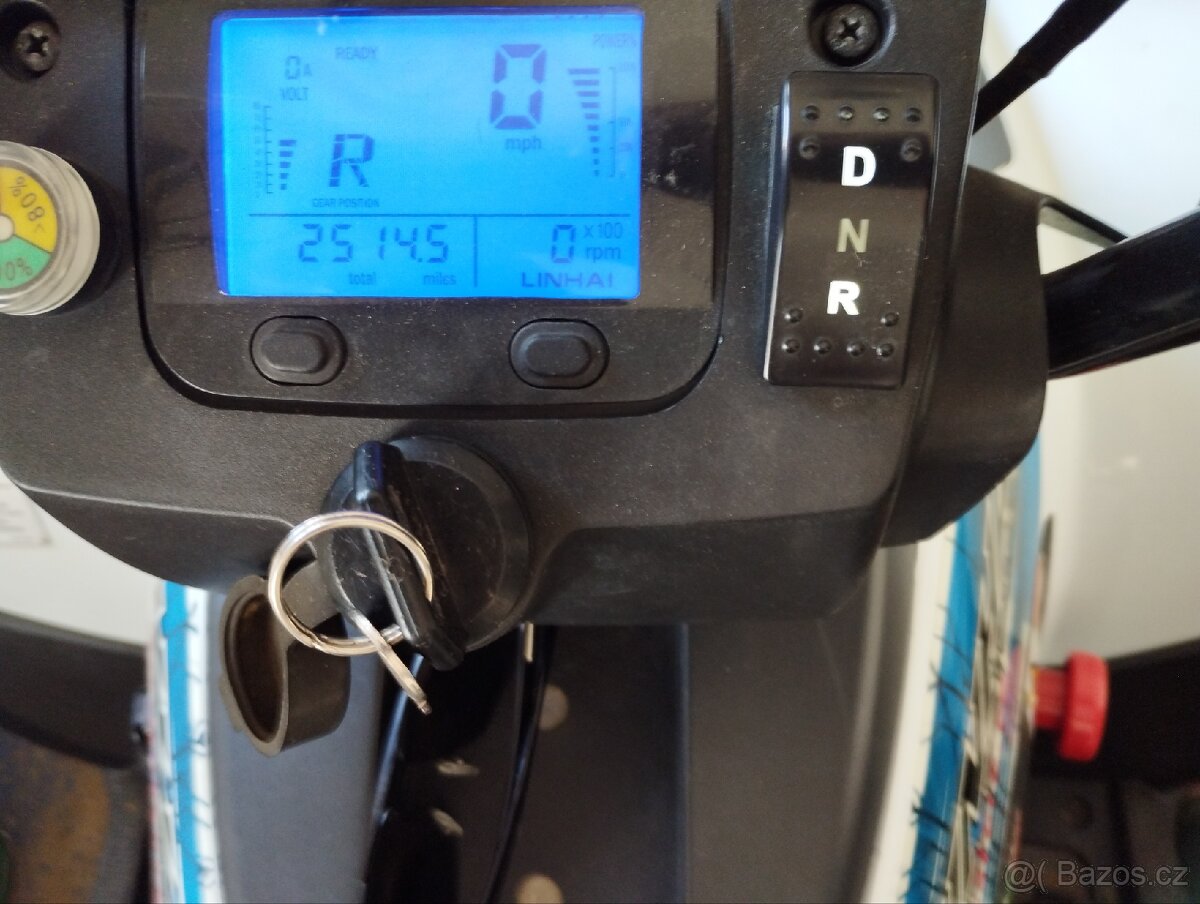 READY
0 A
VOLT
0
mph
POWER%
R
GEAR POSITION
2514.5
total miles
0 x100 rpm
LINHAI
D
N
R
80%
10%
@( Bazos.cz